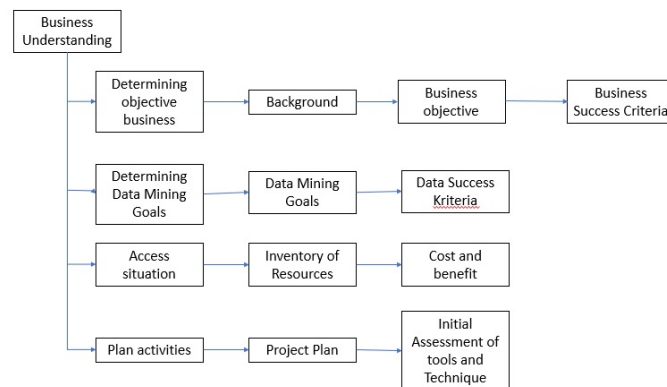 Business
Understanding
Determining
objective
business
Background
Business
objective
Business
Success Criteria
Determining
Data Mining
Goals
Data Mining
Goals
Data Success
Kriteria
Access
situation
Inventory of
Resources
Cost and
benefit
Plan activities
Project Plan
Initial
Assessment of
tools and
Technique